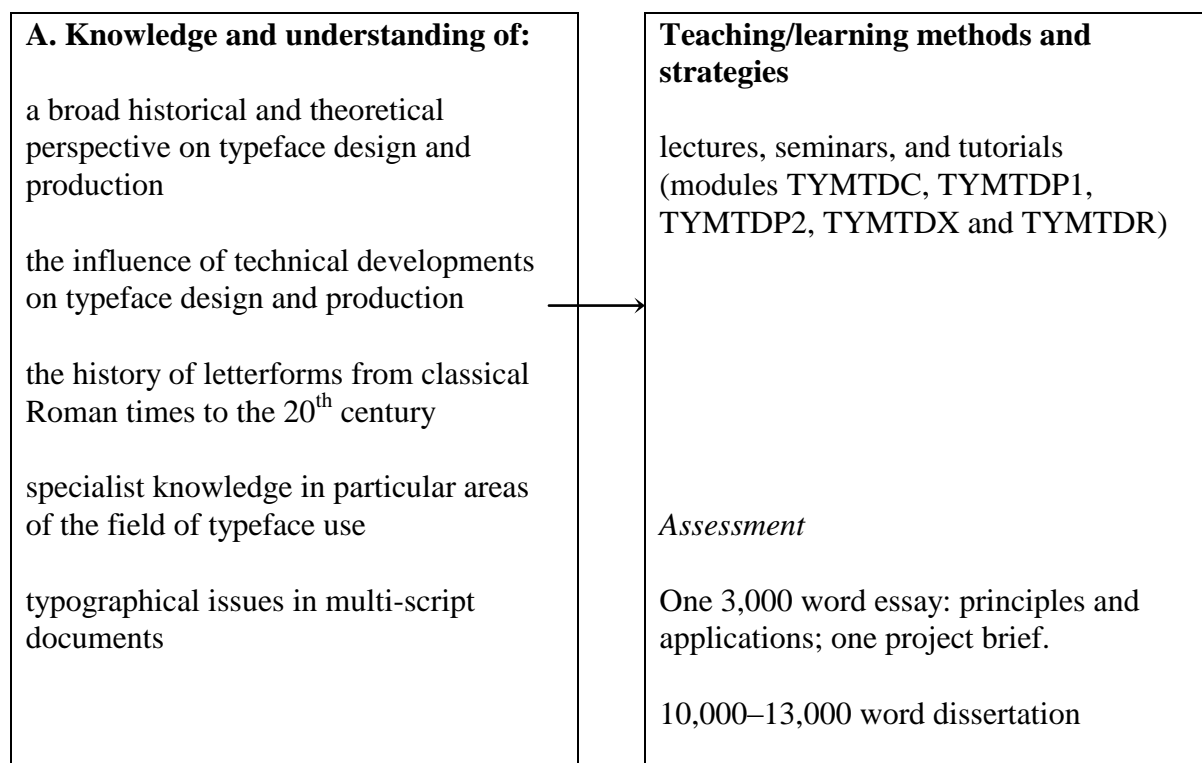 A. Knowledge and understanding of:
a broad historical and theoretical
perspective on typeface design and
production
the influence of technical developments
on typeface design and production
the history of letterforms from classical
Roman times to the 20th century
specialist knowledge in particular areas
of the field of typeface use
typographical issues in multi-script
documents
Teaching/learning methods and
strategies
lectures, seminars, and tutorials
(modules TYMTDC, TYMTDP1,
TYMTDP2, TYMTDX and TYMTDR)
Assessment
One 3,000 word essay: principles and
applications; one project brief.
10,000–13,000 word dissertation